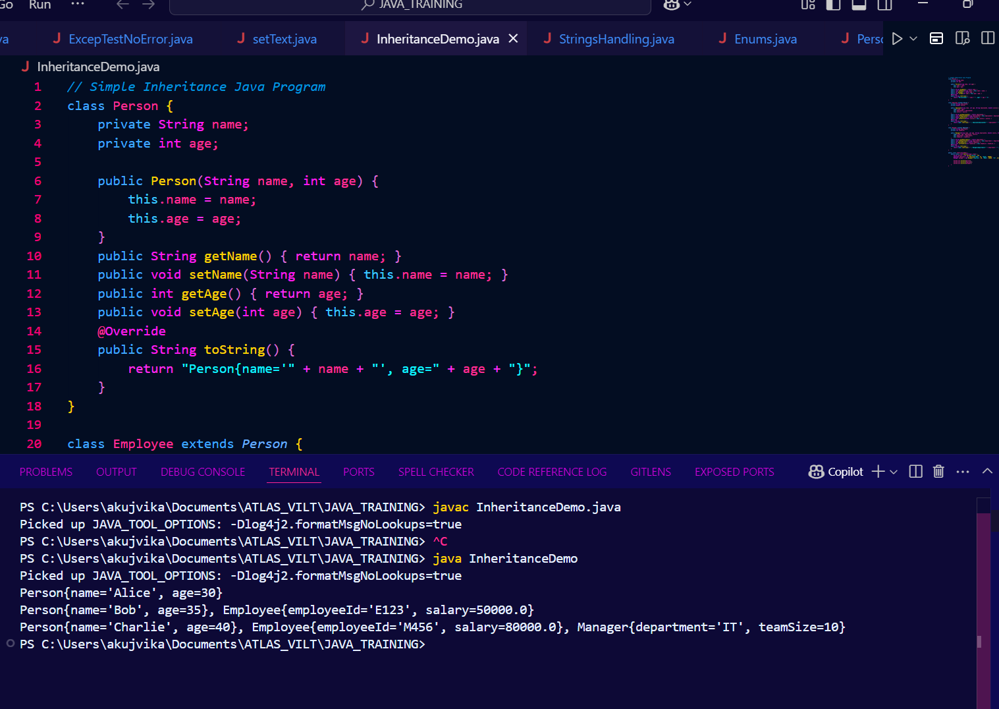 Go Run ··· JAVA_TRAINING
ExcepTestNoError.java setText.java InheritanceDemo.java StringsHandling.java Enums.java
InheritanceDemo.java
1 // Simple Inheritance Java Program
2 class Person {
3 private String name;
4 private int age;
5
6 public Person(String name, int age) {
7 this.name = name;
8 this.age = age;
9 }
10 public String getName() { return name; }
11 public void setName(String name) { this.name = name; }
12 public int getAge() { return age; }
13 public void setAge(int age) { this.age = age; }
14 @Override
15 public String toString() {
16 return "Person{name='" + name + "', age=" + age + "}";
17 }
18 }
19
20 class Employee extends Person {
PROBLEMS OUTPUT DEBUG CONSOLE TERMINAL PORTS SPELL CHECKER CODE REFERENCE LOG GITLENS EXPOSED PORTS Copilot
PS C:\Users\akujvika\Documents\ATLAS_VILT\JAVA_TRAINING> javac InheritanceDemo.java
Picked up JAVA_TOOL_OPTIONS: -Dlog4j2.formatMsgNoLookups=true
PS C:\Users\akujvika\Documents\ATLAS_VILT\JAVA_TRAINING> ^C
PS C:\Users\akujvika\Documents\ATLAS_VILT\JAVA_TRAINING> java InheritanceDemo
Picked up JAVA_TOOL_OPTIONS: -Dlog4j2.formatMsgNoLookups=true
Person{name='Alice', age=30}
Person{name='Bob', age=35}, Employee{employeeId='E123', salary=50000.0}
Person{name='Charlie', age=40}, Employee{employeeId='M456', salary=80000.0}, Manager{department='IT', teamSize=10}
PS C:\Users\akujvika\Documents\ATLAS_VILT\JAVA_TRAINING>